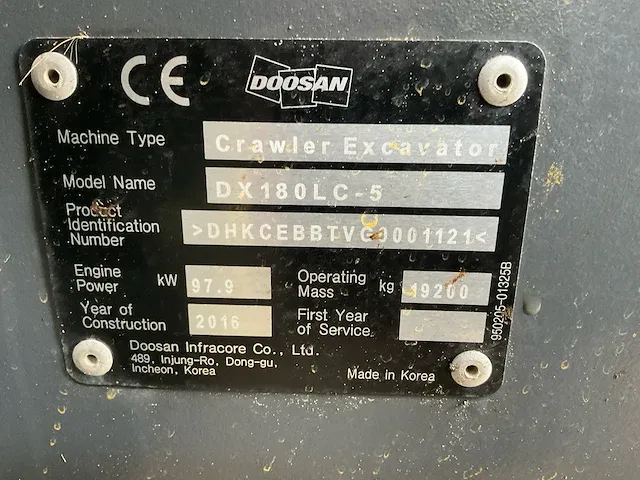 CE DOOSAN
Machine Type Crawler Excavator
Model Name DX180LC-5
Product
Identification
Number >DHKCEBBTVG0001121<
Engine
Power kW 97.9
Operating
Mass kg 19200
Year of
Construction 2016
First Year
of Service
Doosan Infracore Co., Ltd.
489, Injung-Ro, Dong-gu,
Incheon, Korea
Made in Korea
950205-01325B